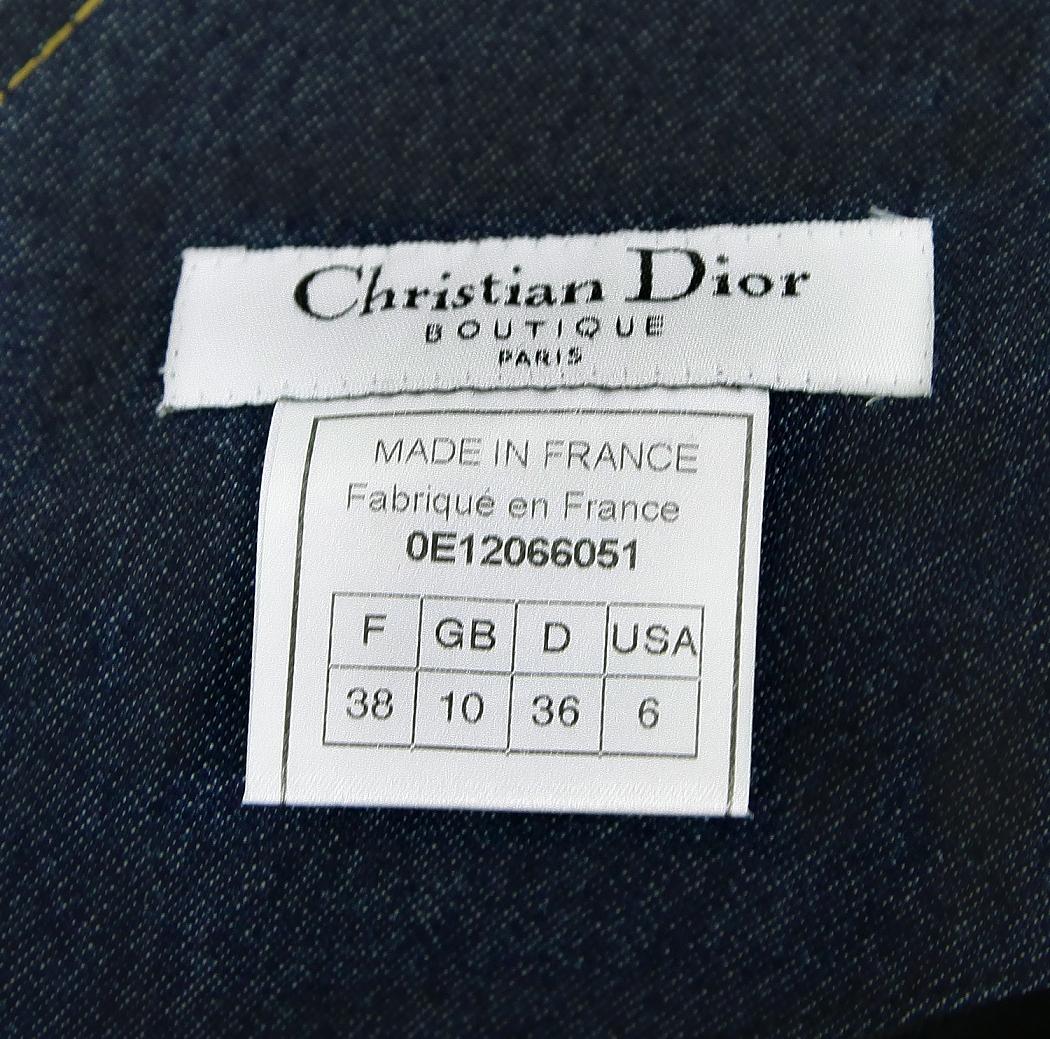 Christian Dior
BOUTIQUE
PARIS
MADE IN FRANCE
Fabriqué en France
0E12066051
F GB D USA
38 10 36 6